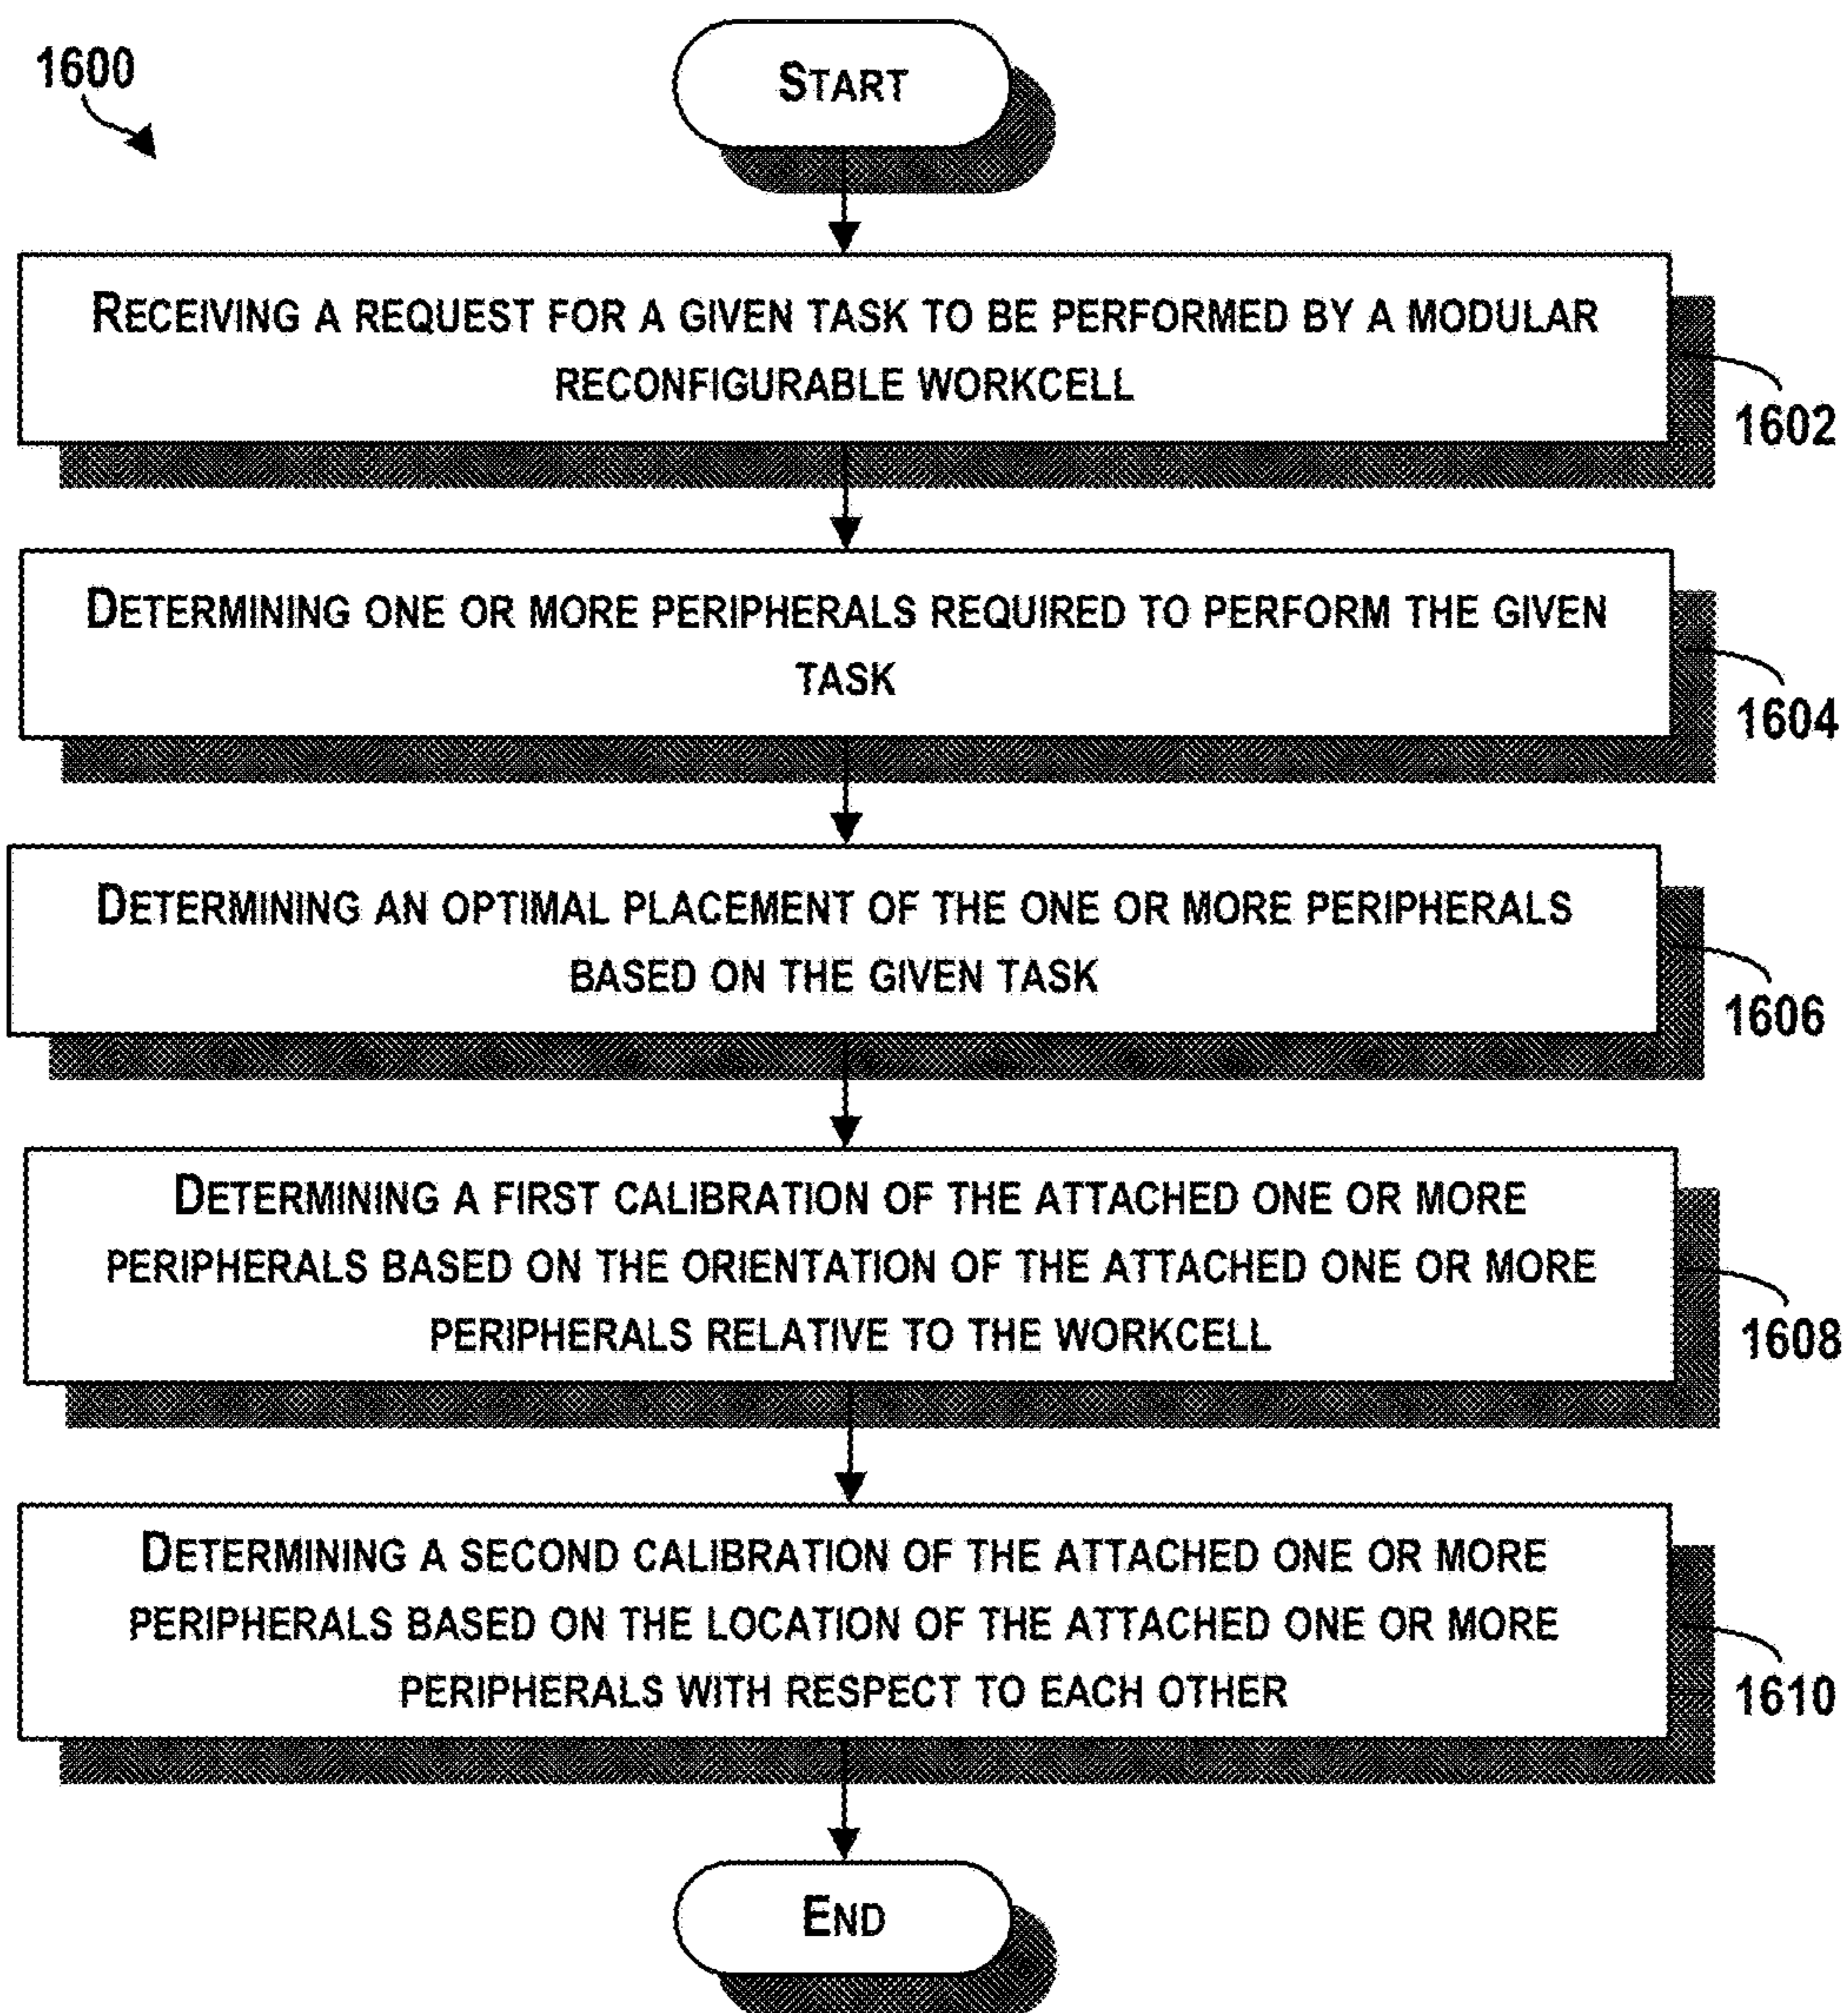 1600
START
RECEIVING A REQUEST FOR A GIVEN TASK TO BE PERFORMED BY A MODULAR
RECONFIGURABLE WORKCELL
1602
DETERMINING ONE OR MORE PERIPHERALS REQUIRED TO PERFORM THE GIVEN
TASK
1604
DETERMINING AN OPTIMAL PLACEMENT OF THE ONE OR MORE PERIPHERALS
BASED ON THE GIVEN TASK
1606
DETERMINING A FIRST CALIBRATION OF THE ATTACHED ONE OR MORE
PERIPHERALS BASED ON THE ORIENTATION OF THE ATTACHED ONE OR MORE
PERIPHERALS RELATIVE TO THE WORKCELL
1608
DETERMINING A SECOND CALIBRATION OF THE ATTACHED ONE OR MORE
PERIPHERALS BASED ON THE LOCATION OF THE ATTACHED ONE OR MORE
PERIPHERALS WITH RESPECT TO EACH OTHER
1610
END